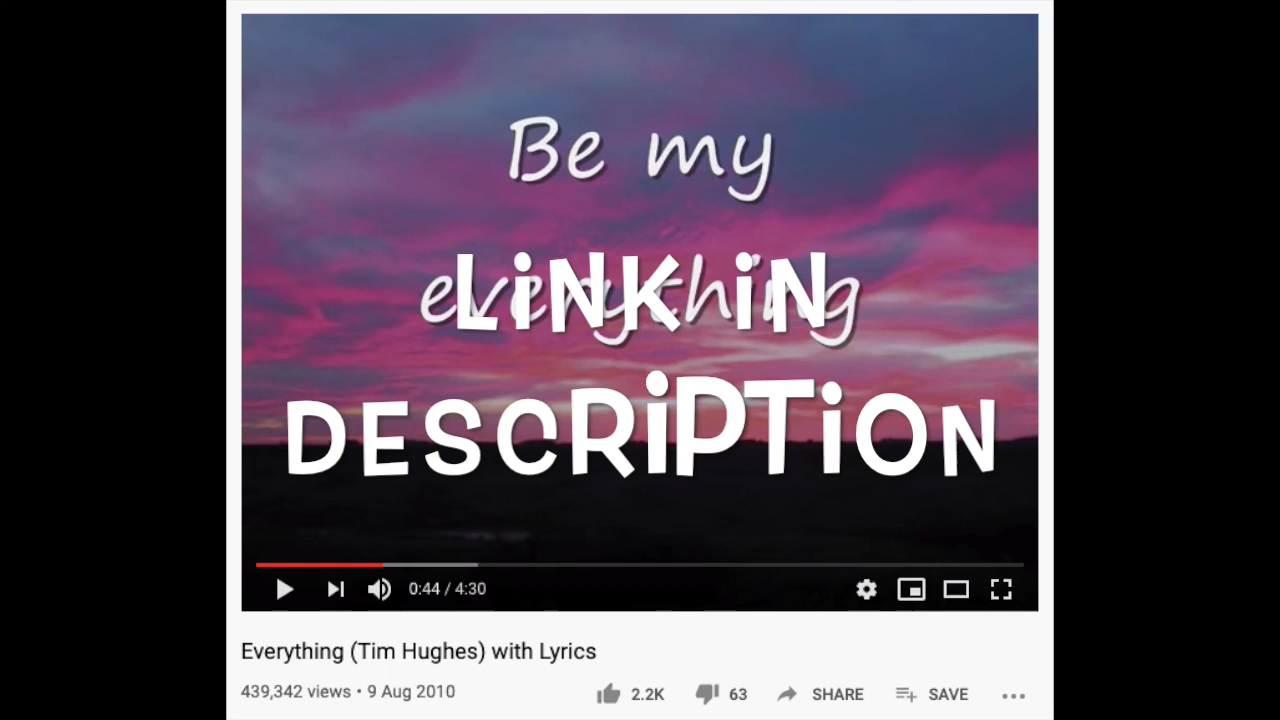 Be my
everything
LiNK iN
DESCRiPTiON
0:44 / 4:30
Everything (Tim Hughes) with Lyrics
439,342 views • 9 Aug 2010
2.2K 63 SHARE SAVE